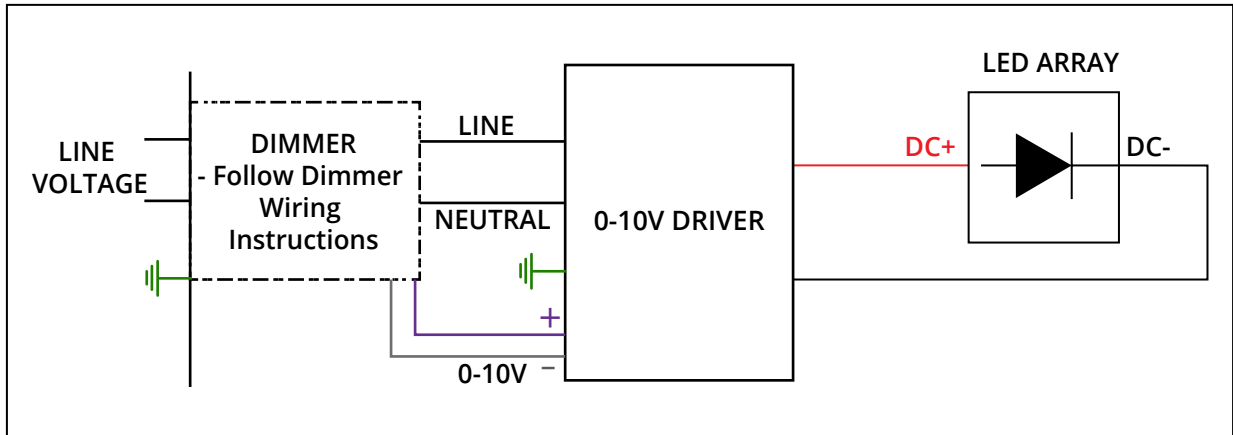 LINE
VOLTAGE
DIMMER
- Follow Dimmer
Wiring
Instructions
LINE
NEUTRAL
+
0-10V -
0-10V DRIVER
LED ARRAY
DC+
DC-